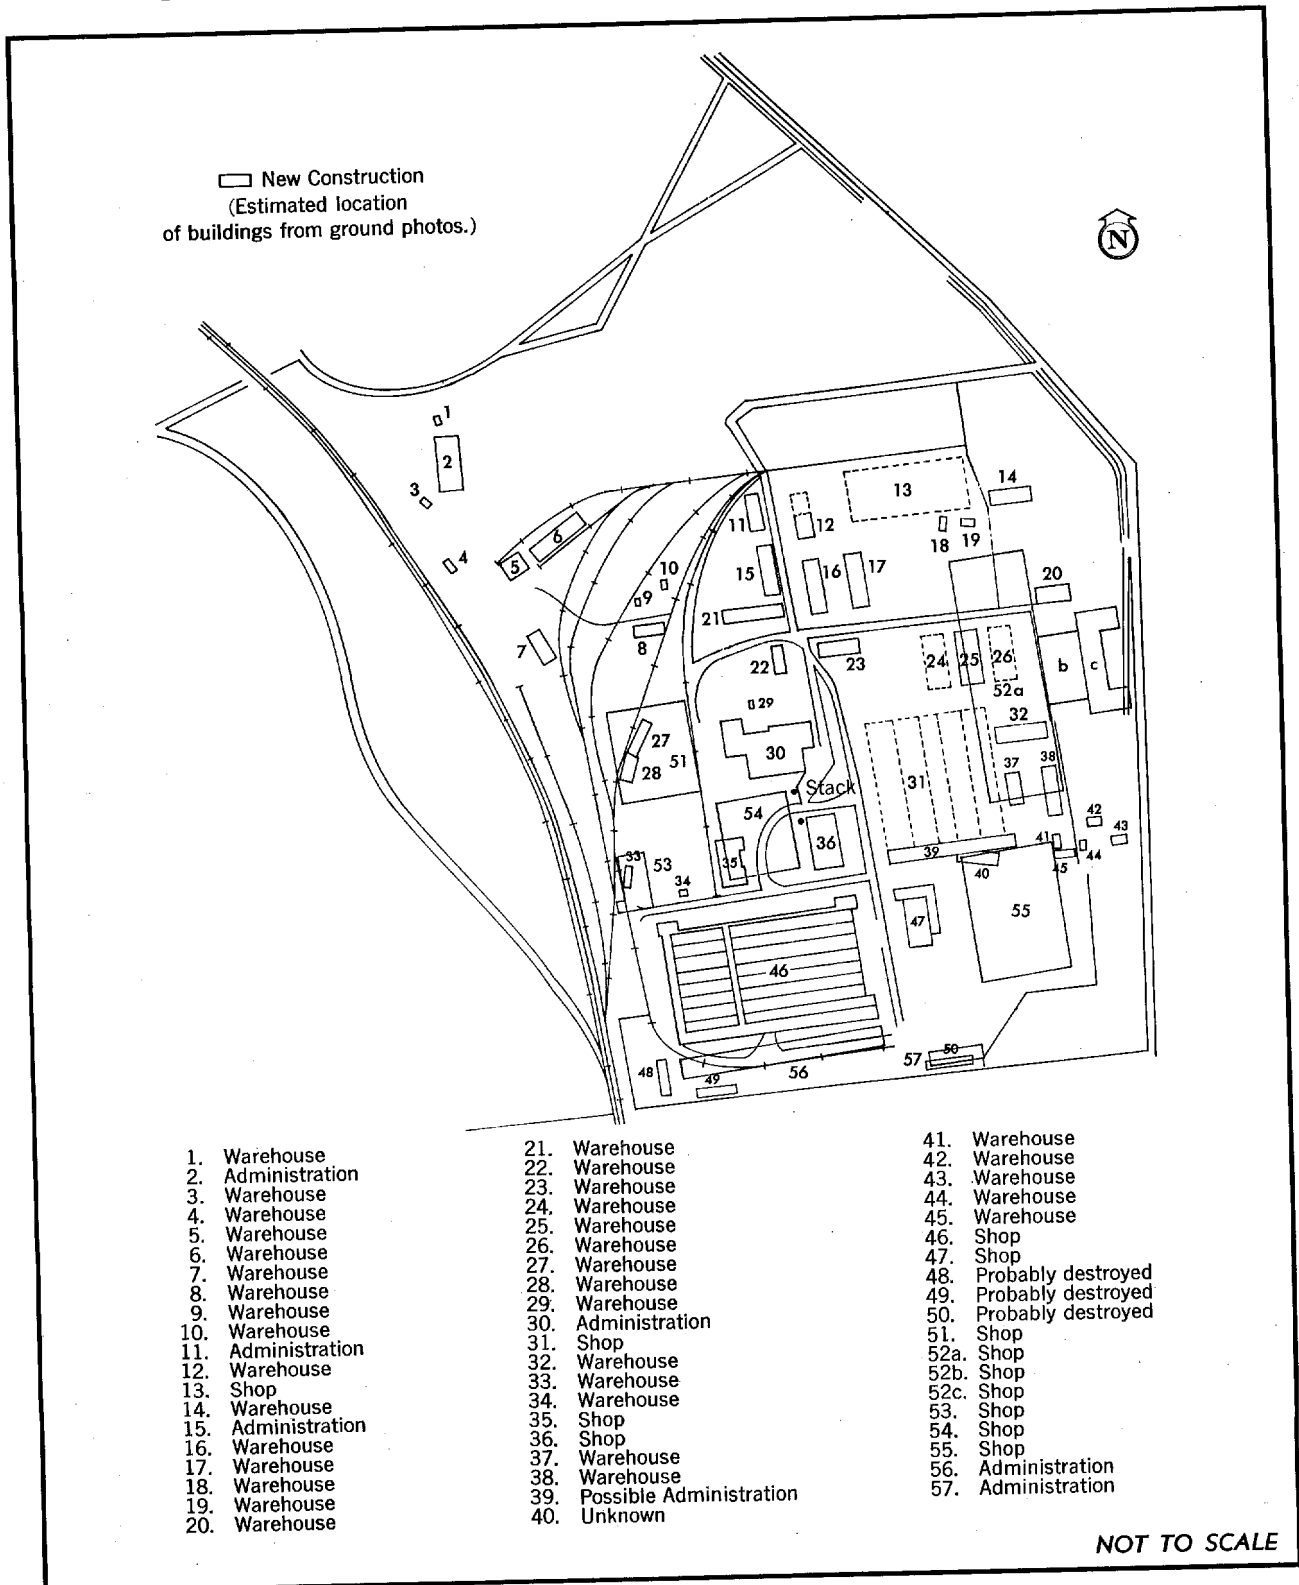 New Construction
(Estimated location
of buildings from ground photos.)
N
1
2
3
4
5
6
7
8
9
10
11
12
13
14
15
16
17
18
19
20
21
22
23
24
25
26
52a
b
c
27
28
51
29
30
Stack
31
32
37
38
33
53
34
54
35
36
39
40
41
42
43
44
45
46
47
55
48
49
56
57
50
1. Warehouse
2. Administration
3. Warehouse
4. Warehouse
5. Warehouse
6. Warehouse
7. Warehouse
8. Warehouse
9. Warehouse
10. Warehouse
11. Administration
12. Warehouse
13. Shop
14. Warehouse
15. Administration
16. Warehouse
17. Warehouse
18. Warehouse
19. Warehouse
20. Warehouse
21. Warehouse
22. Warehouse
23. Warehouse
24. Warehouse
25. Warehouse
26. Warehouse
27. Warehouse
28. Warehouse
29. Warehouse
30. Administration
31. Shop
32. Warehouse
33. Warehouse
34. Warehouse
35. Shop
36. Shop
37. Warehouse
38. Warehouse
39. Possible Administration
40. Unknown
41. Warehouse
42. Warehouse
43. Warehouse
44. Warehouse
45. Warehouse
46. Shop
47. Shop
48. Probably destroyed
49. Probably destroyed
50. Probably destroyed
51. Shop
52a. Shop
52b. Shop
52c. Shop
53. Shop
54. Shop
55. Shop
56. Administration
57. Administration
NOT TO SCALE